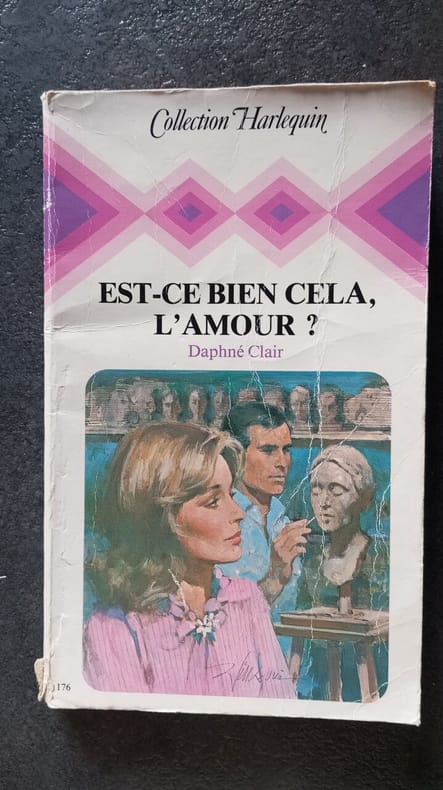 Collection Harlequin
EST-CE BIEN CELA,
L'AMOUR ?
Daphné Clair
176